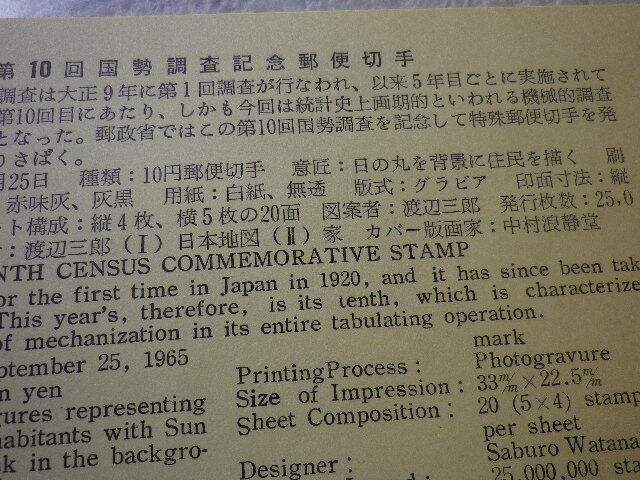 第10回国勢調査記念郵便切手
調査は大正9年に第1回調査が行なわれ、以来5年目ごとに実施されて
第10回目にあたり、しかも今回は統計史上画期的といわれる機械的調査
となった。郵政省ではこの第10回国勢調査を記念して特殊郵便切手を発
りさばく。
月25日 種類：10円郵便切手 意匠：日の丸を背景に住民を描く 刷
赤味灰、灰黒 用紙：白紙、無透 版式：グラビア 印面寸法：縦
ート構成：縦4枚、横5枚の20面 図案者：渡辺三郎 発行枚数：25,0
：渡辺三郎（Ⅰ）日本地図（Ⅱ）家 カバー版画家：中村浪静堂
NTH CENSUS COMMEMORATIVE STAMP
or the first time in Japan in 1920, and it has since been tak
This year's, therefore, is its tenth, which is characterize
of mechanization in its entire tabulating operation.
eptember 25, 1965
n yen
gures representing
habitants with Sun
sk in the backgro-
mark
Printing Process : Photogravure
Size of Impression : 33m/m×22.5m/m
Sheet Composition : 20 (5×4) stamp
per sheet
Designer : Saburo Watana
25,000,000 sta